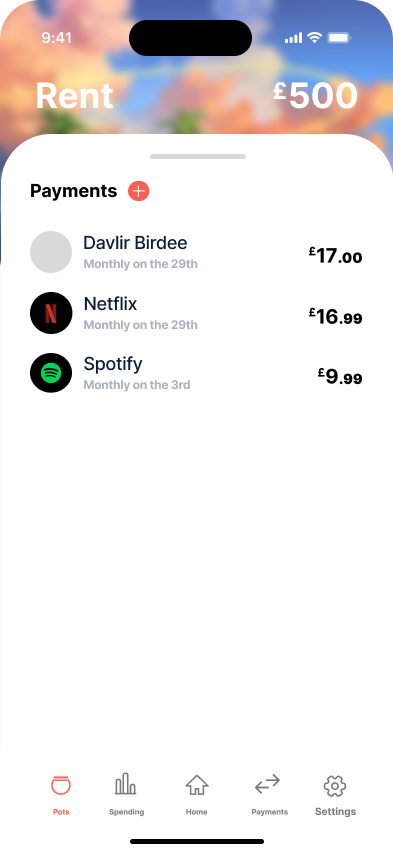 9:41
Rent
£500
Payments
Davlir Birdee
Monthly on the 29th
£17.00
Netflix
Monthly on the 29th
£16.99
Spotify
Monthly on the 3rd
£9.99
Pots
Spending
Home
Payments
Settings